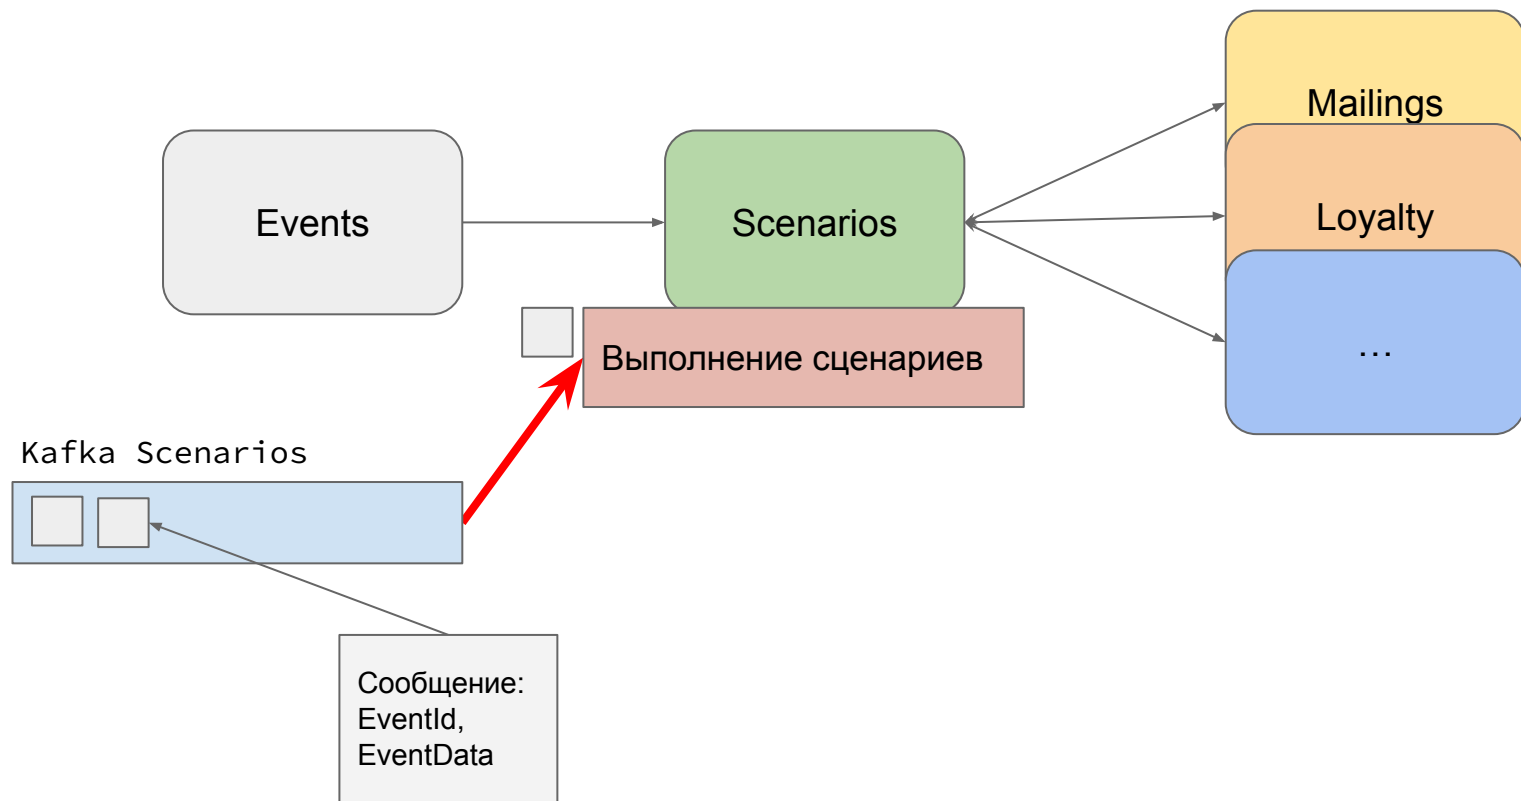 Mailings
Events
Scenarios
Loyalty
Выполнение сценариев
...
Kafka Scenarios
Сообщение:
EventId,
EventData